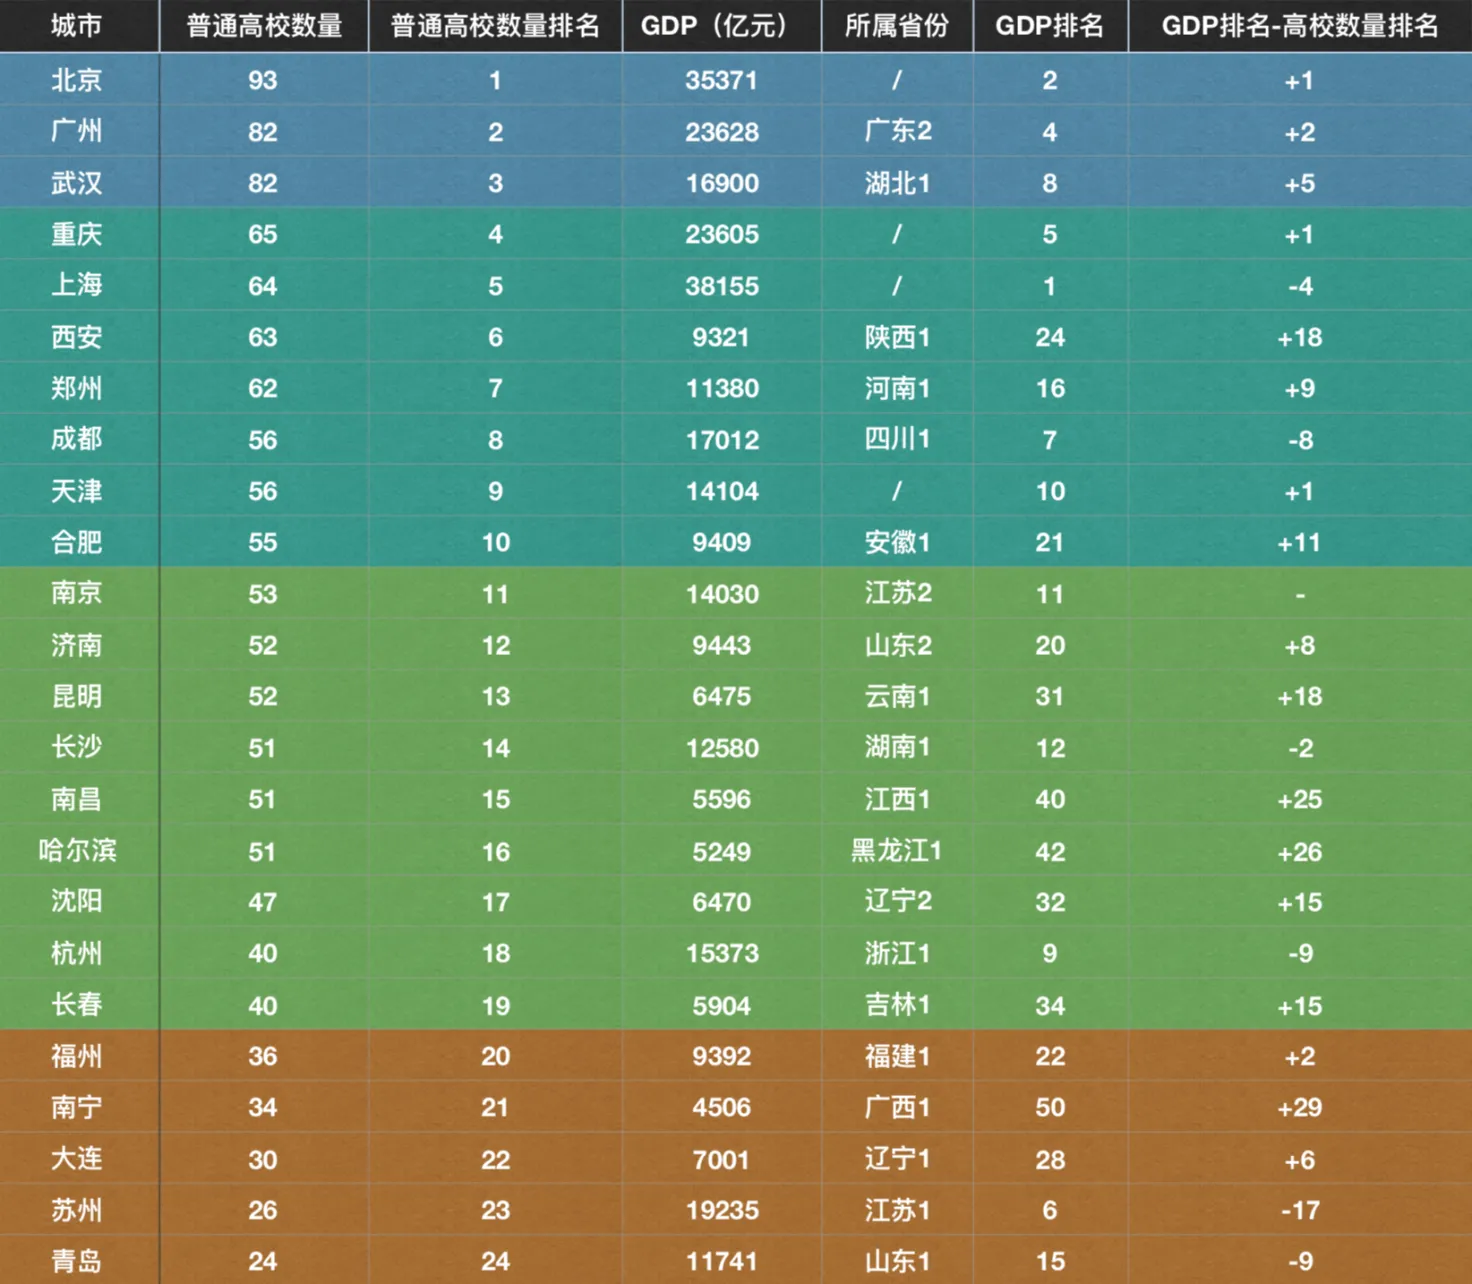 城市 普通高校数量 普通高校数量排名 GDP（亿元） 所属省份 GDP排名 GDP排名-高校数量排名
北京 93 1 35371 / 2 +1
广州 82 2 23628 广东2 4 +2
武汉 82 3 16900 湖北1 8 +5
重庆 65 4 23605 / 5 +1
上海 64 5 38155 / 1 -4
西安 63 6 9321 陕西1 24 +18
郑州 62 7 11380 河南1 16 +9
成都 56 8 17012 四川1 7 -8
天津 56 9 14104 / 10 +1
合肥 55 10 9409 安徽1 21 +11
南京 53 11 14030 江苏2 11 -
济南 52 12 9443 山东2 20 +8
昆明 52 13 6475 云南1 31 +18
长沙 51 14 12580 湖南1 12 -2
南昌 51 15 5596 江西1 40 +25
哈尔滨 51 16 5249 黑龙江1 42 +26
沈阳 47 17 6470 辽宁2 32 +15
杭州 40 18 15373 浙江1 9 -9
长春 40 19 5904 吉林1 34 +15
福州 36 20 9392 福建1 22 +2
南宁 34 21 4506 广西1 50 +29
大连 30 22 7001 辽宁1 28 +6
苏州 26 23 19235 江苏1 6 -17
青岛 24 24 11741 山东1 15 -9